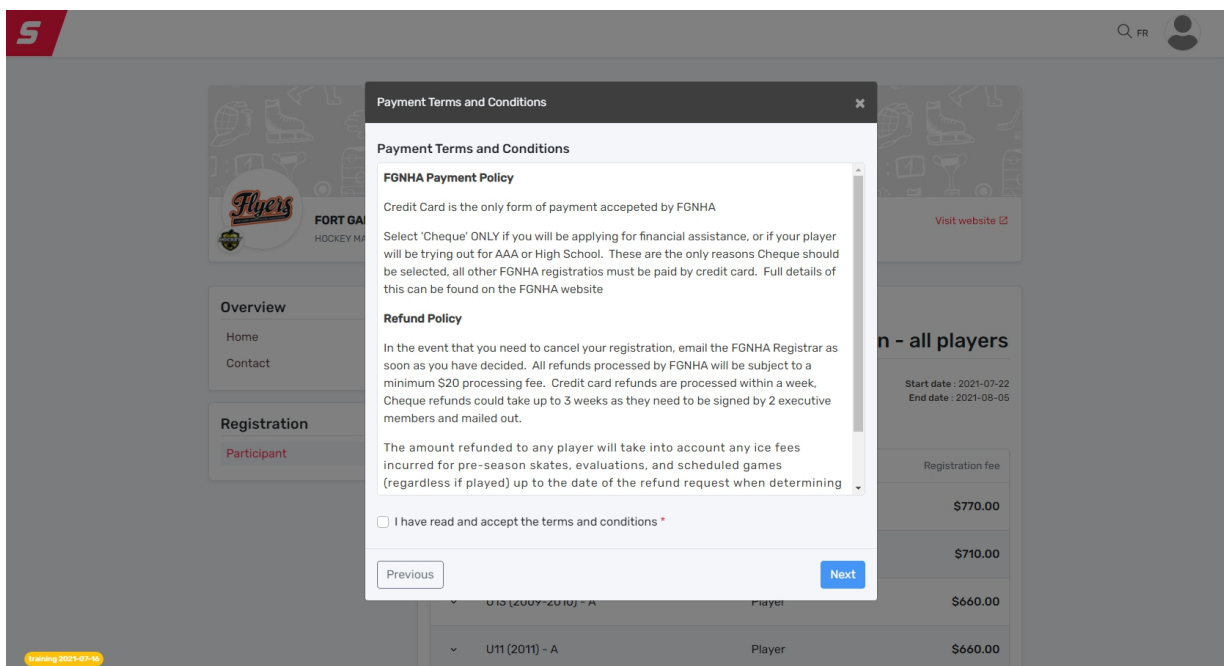 S
FR
Payment Terms and Conditions
Payment Terms and Conditions
FGNHA Payment Policy
Credit Card is the only form of payment accepeted by FGNHA
Select 'Cheque' ONLY if you will be applying for financial assistance, or if your player
will be trying out for AAA or High School. These are the only reasons Cheque should
be selected, all other FGNHA registratios must be paid by credit card. Full details of
this can be found on the FGNHA website
Refund Policy
In the event that you need to cancel your registration, email the FGNHA Registrar as
soon as you have decided. All refunds processed by FGNHA will be subject to a
minimum $20 processing fee. Credit card refunds are processed within a week,
Cheque refunds could take up to 3 weeks as they need to be signed by 2 executive
members and mailed out.
The amount refunded to any player will take into account any ice fees
incurred for pre-season skates, evaluations, and scheduled games
(regardless if played) up to the date of the refund request when determining
I have read and accept the terms and conditions *
Previous
Next
Flyers
FORT GA
HOCKEY MA
Visit website
Overview
Home
Contact
Registration
Participant
n - all players
Start date : 2021-07-22
End date : 2021-08-05
Registration fee
$770.00
$710.00
U13 (2009-2010) - A Player $660.00
U11 (2011) - A Player $660.00
training 2021-07-16